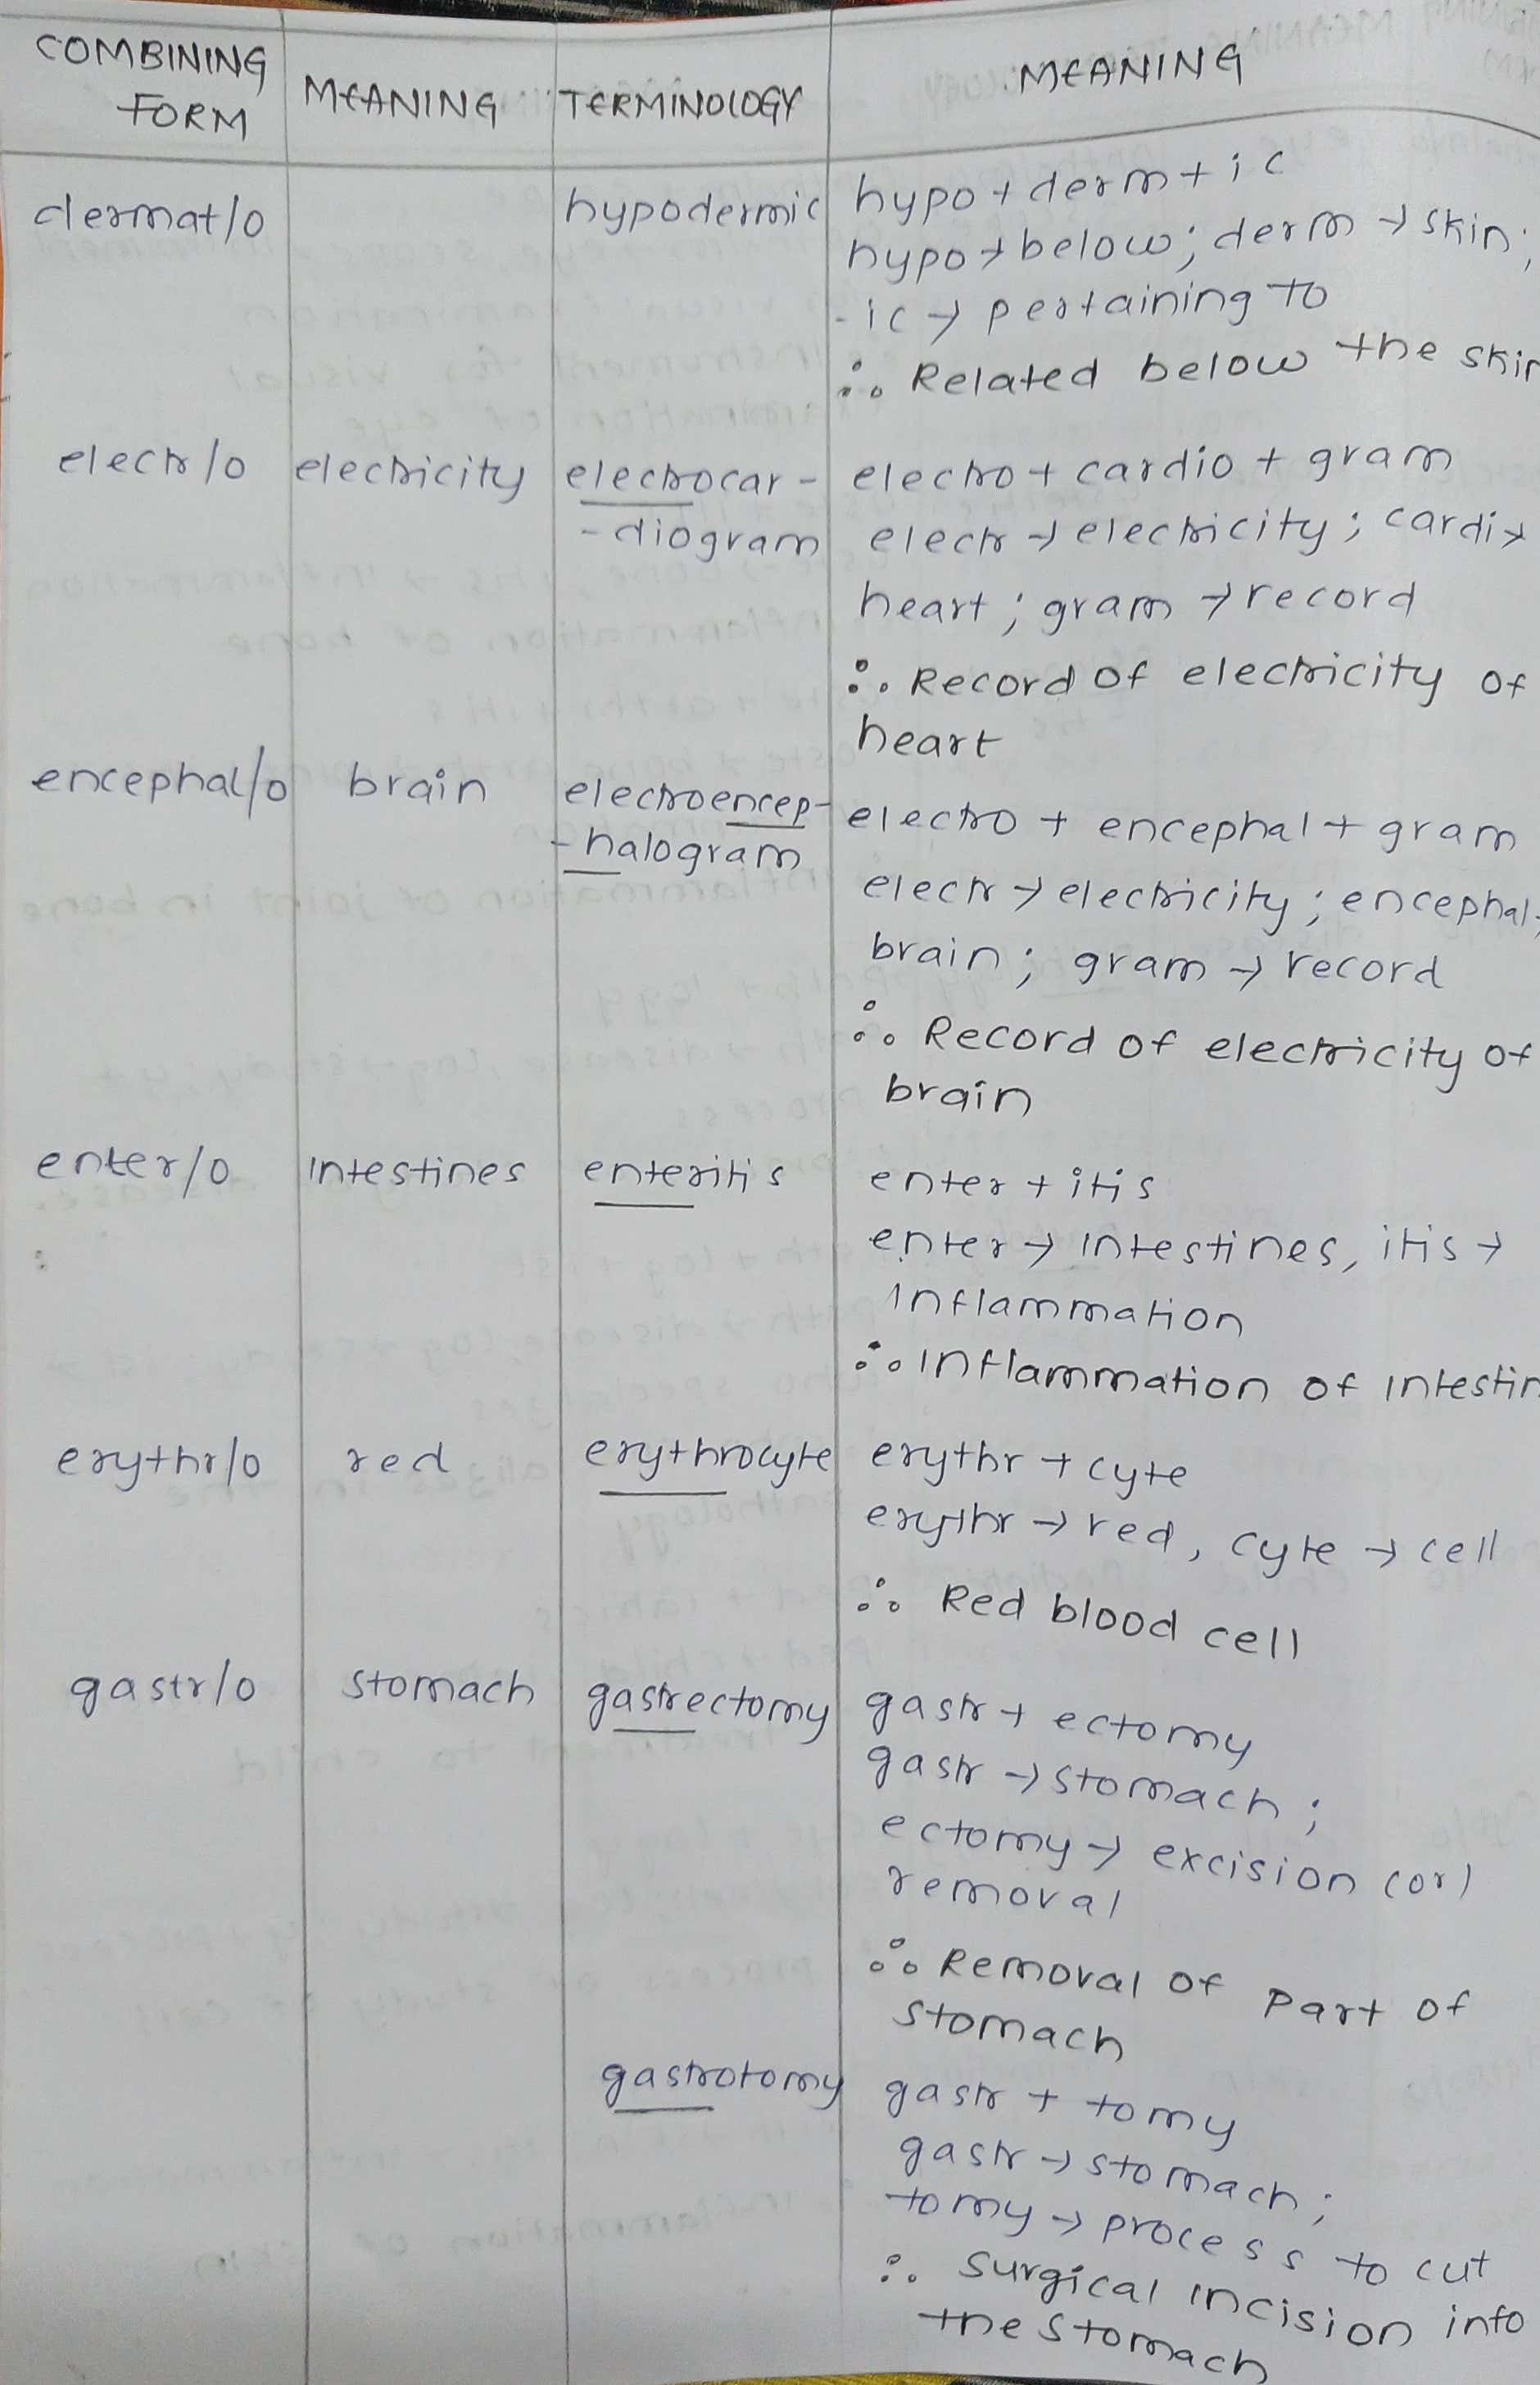 COMBINING FORM | MEANING | TERMINOLOGY | MEANING
dermat/o | | hypodermic | hypo + derm + ic
hypo → below; derm → skin;
-ic → pertaining to
∴ Related below the skin
electr/o | electricity | electrocar- | electro + cardio + gram
-diogram | electr → electricity; cardi →
heart; gram → record
∴ Record of electricity of
heart
encephal/o | brain | electroencep- | electro + encephal + gram
-halogram
electr → electricity; encephal
brain; gram → record
∴ Record of electricity of
brain
enter/o | intestines | enteritis | enter + itis
enter → intestines, itis →
inflammation
∴ Inflammation of intestin
erythr/o | red | erythrocyte | erythr + cyte
erythr → red, cyte → cell
∴ Red blood cell
gastr/o | stomach | gastrectomy | gastr + ectomy
gastr → stomach;
ectomy → excision (or)
removal
∴ Removal of part of
stomach
gastrotomy | gastr + tomy
gastr → stomach;
tomy → process to cut
∴ Surgical incision into
the stomach